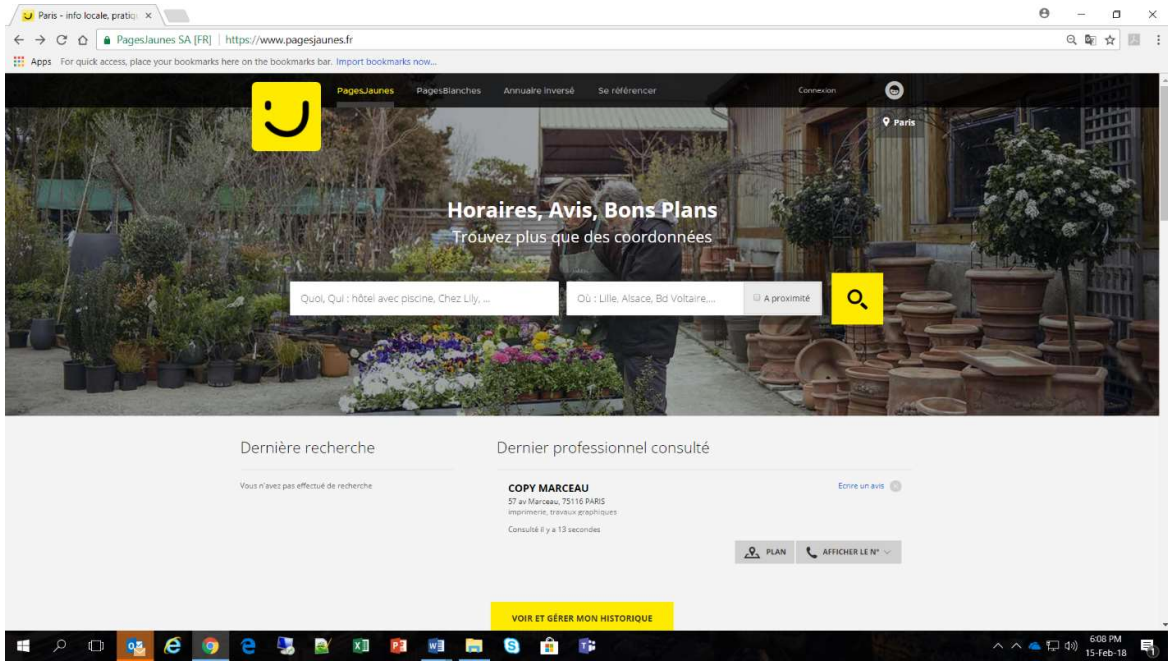 Paris - info locale, pratiq
PagesJaunes SA [FR] | https://www.pagesjaunes.fr
Apps For quick access, place your bookmarks here on the bookmarks bar. Import bookmarks now...
PagesJaunes PagesBlanches Annuaire inversé Se référencer Connexion
Paris
Horaires, Avis, Bons Plans
Trouvez plus que des coordonnées
Quoi, Qui : hôtel avec piscine, Chez Lily, ... Où : Lille, Alsace, Bd Voltaire,... A proximité
Dernière recherche Dernier professionnel consulté
Vous n'avez pas effectué de recherche
COPY MARCEAU Ecrire un avis
57 av Marceau, 75116 PARIS
imprimerie, travaux graphiques
Consulté il y a 13 secondes
PLAN AFFICHER LE N°
VOIR ET GÉRER MON HISTORIQUE
6:08 PM
15-Feb-18